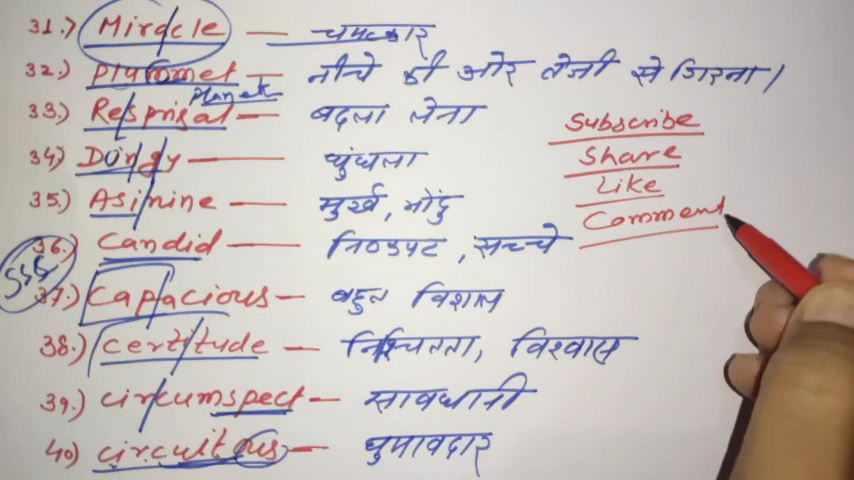 31.) Miracle — चमत्कार
32.) Plummet — नीचे की ओर तेजी से गिरना।
Planet
33.) Resprisal — बदला लेना
34) Dingy — धुंधला
35.) Asinine — मुर्ख, भोंदु
36.) Candid — निष्कपट, सच्चे
SSC
37.) Capacious — बहुत विशाल
38.) Certitude — निश्चितता, विश्वास
39.) circumspect — सावधानी
40) circuitous — घुमावदार
Subscribe
Share
Like
Comment